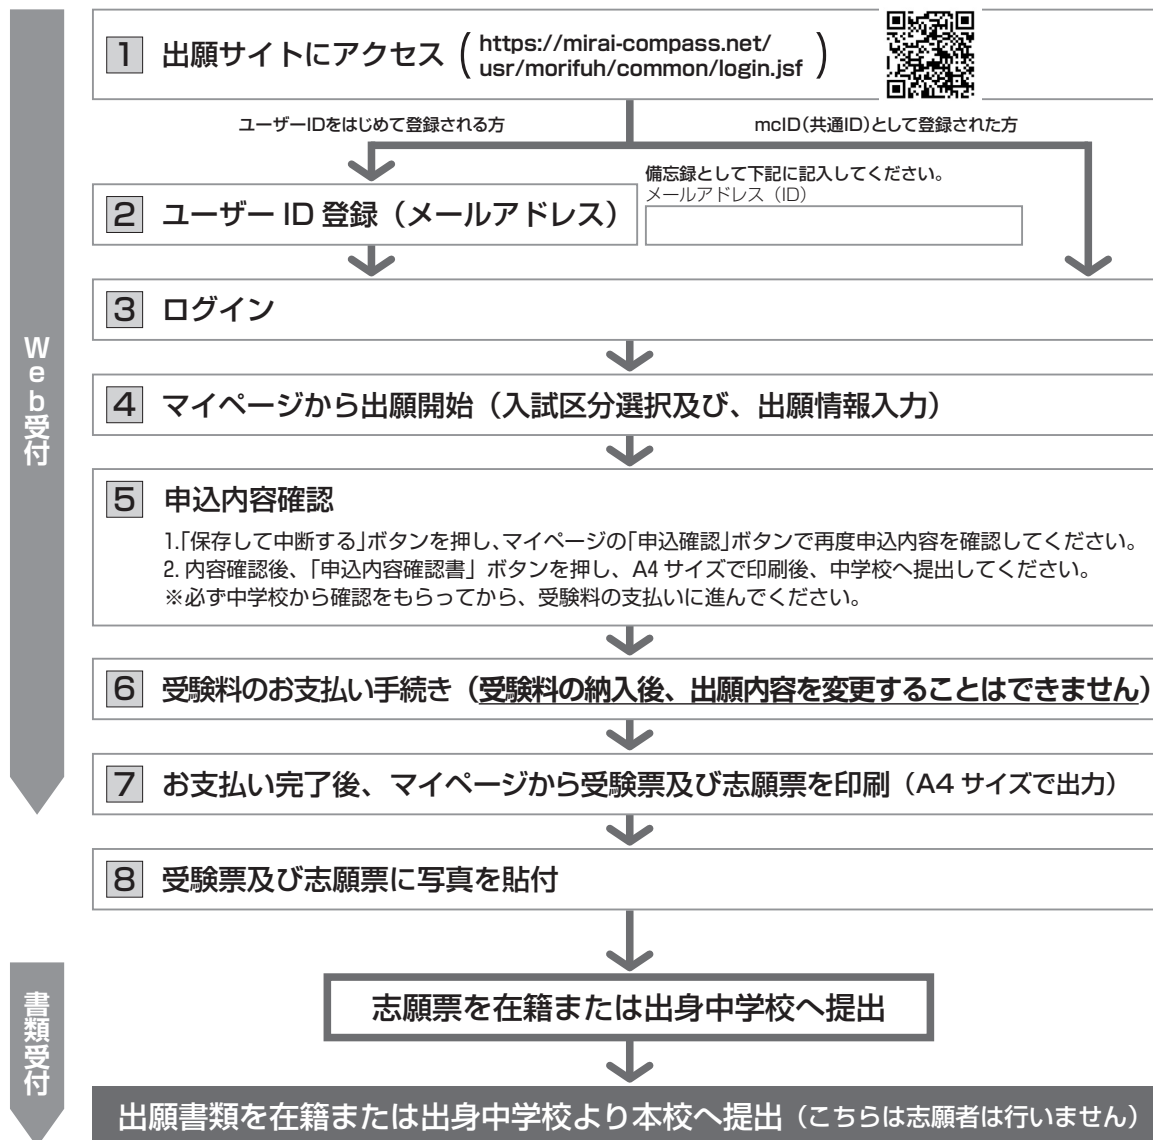 1 出願サイトにアクセス ( https://mirai-compass.net/
usr/morifuh/common/login.jsf )
ユーザーIDをはじめて登録される方
mcID(共通ID)として登録された方
2 ユーザー ID 登録（メールアドレス）
備忘録として下記に記入してください。
メールアドレス（ID）
3 ログイン
Web受付
4 マイページから出願開始（入試区分選択及び、出願情報入力）
5 申込内容確認
1.「保存して中断する」ボタンを押し、マイページの「申込確認」ボタンで再度申込内容を確認してください。
2. 内容確認後、「申込内容確認書」ボタンを押し、A4 サイズで印刷後、中学校へ提出してください。
※必ず中学校から確認をもらってから、受験料の支払いに進んでください。
6 受験料のお支払い手続き（受験料の納入後、出願内容を変更することはできません）
7 お支払い完了後、マイページから受験票及び志願票を印刷（A4 サイズで出力）
8 受験票及び志願票に写真を貼付
書類受付
志願票を在籍または出身中学校へ提出
出願書類を在籍または出身中学校より本校へ提出（こちらは志願者は行いません）